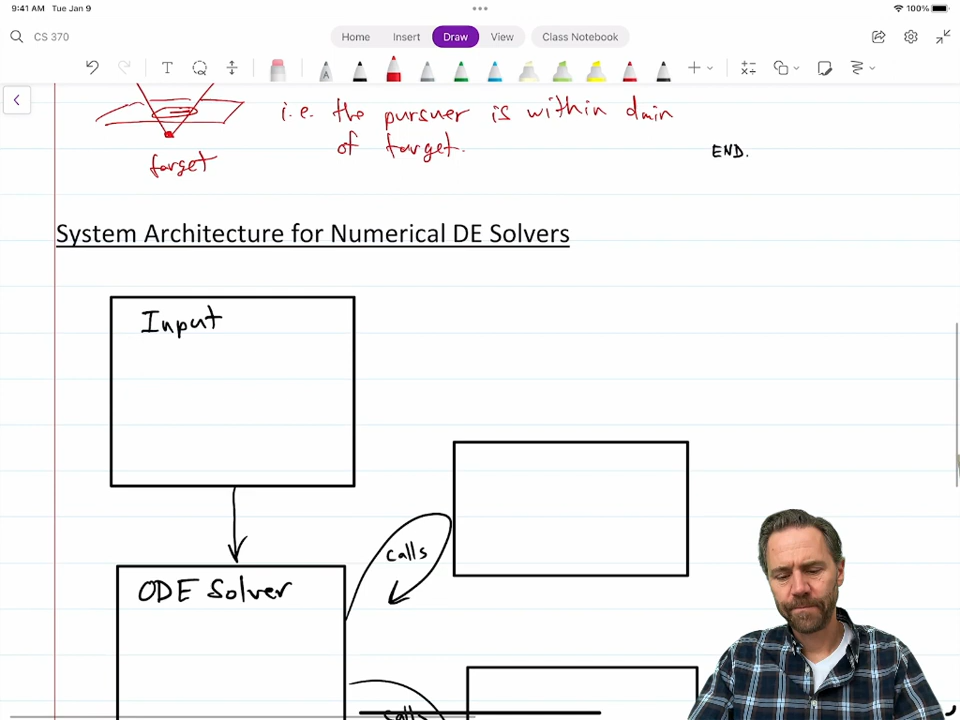 9:41 AM Tue Jan 9
100%
CS 370
Home Insert Draw View Class Notebook
i.e. the pursuer is within dmin
of target.
target
END.
System Architecture for Numerical DE Solvers
Input
calls
ODE Solver
calls